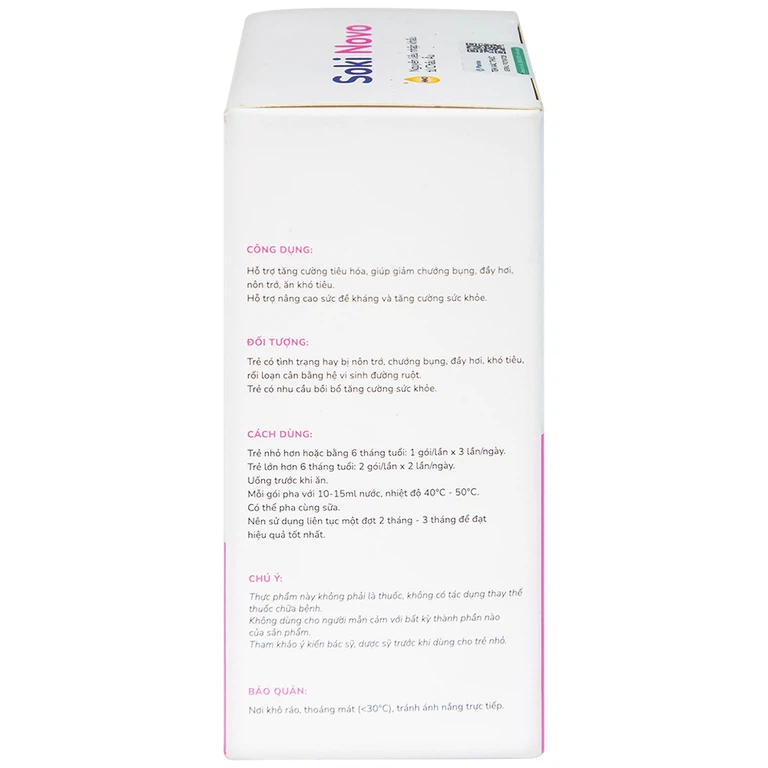 Soki Novo
Nguyên liệu nhập khẩu
từ Châu Âu
CÔNG DỤNG:
Hỗ trợ tăng cường tiêu hóa, giúp giảm chướng bụng, đầy hơi,
nôn trớ, ăn khó tiêu.
Hỗ trợ nâng cao sức đề kháng và tăng cường sức khỏe.
ĐỐI TƯỢNG:
Trẻ có tình trạng hay bị nôn trớ, chướng bụng, đầy hơi, khó tiêu,
rối loạn cân bằng hệ vi sinh đường ruột.
Trẻ có nhu cầu bồi bổ tăng cường sức khỏe.
CÁCH DÙNG:
Trẻ nhỏ hơn hoặc bằng 6 tháng tuổi: 1 gói/lần x 3 lần/ngày.
Trẻ lớn hơn 6 tháng tuổi: 2 gói/lần x 2 lần/ngày.
Uống trước khi ăn.
Mỗi gói pha với 10-15ml nước, nhiệt độ 40°C - 50°C.
Có thể pha cùng sữa.
Nên sử dụng liên tục một đợt 2 tháng - 3 tháng để đạt
hiệu quả tốt nhất.
CHÚ Ý:
Thực phẩm này không phải là thuốc, không có tác dụng thay thế
thuốc chữa bệnh.
Không dùng cho người mẫn cảm với bất kỳ thành phần nào
của sản phẩm.
Tham khảo ý kiến bác sỹ, dược sỹ trước khi dùng cho trẻ nhỏ.
BẢO QUẢN:
Nơi khô ráo, thoáng mát (<30°C), tránh ánh nắng trực tiếp.